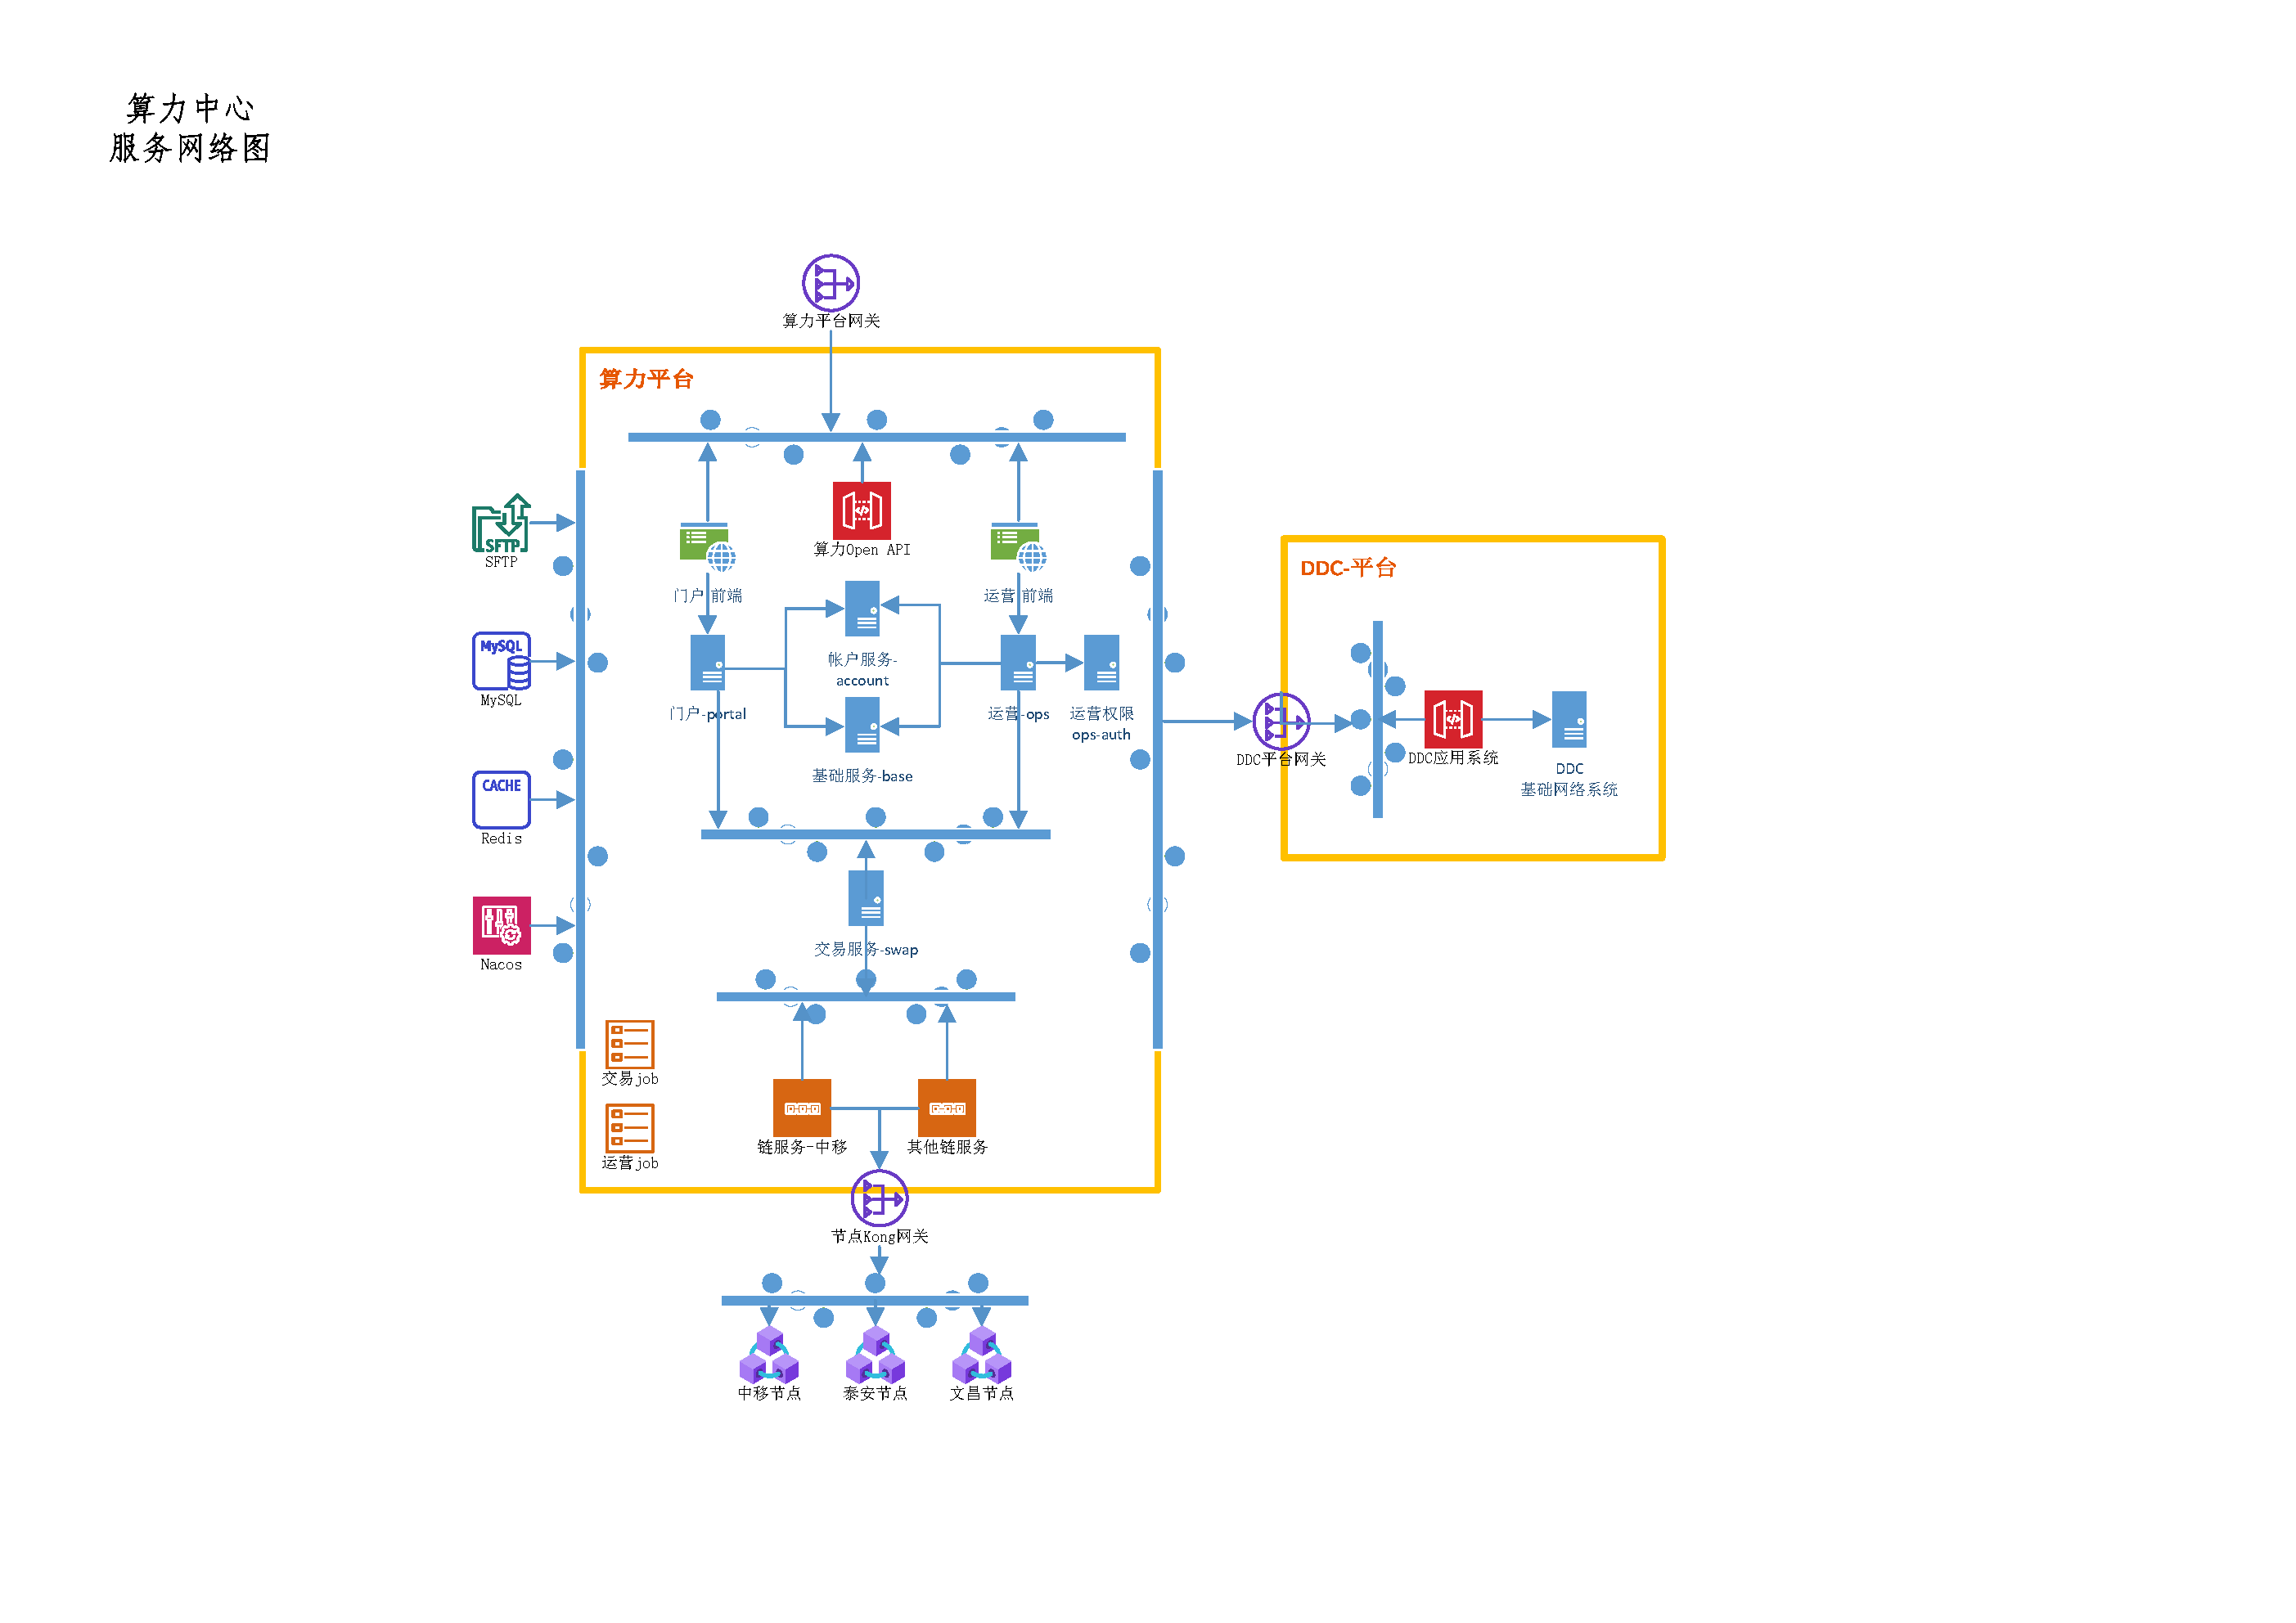 算力中心
服务网络图
算力平台网关
算力平台
SFTP
SFTP
算力Open API
门户 前端
运营 前端
DDC-平台
MySQL
MySQL
帐户服务-
account
门户-portal
运营-ops
运营权限
ops-auth
DDC平台网关
DDC应用系统
DDC
基础网络系统
CACHE
Redis
基础服务-base
交易服务-swap
Nacos
交易job
运营job
链服务-中移
其他链服务
节点Kong网关
中移节点
泰安节点
文昌节点